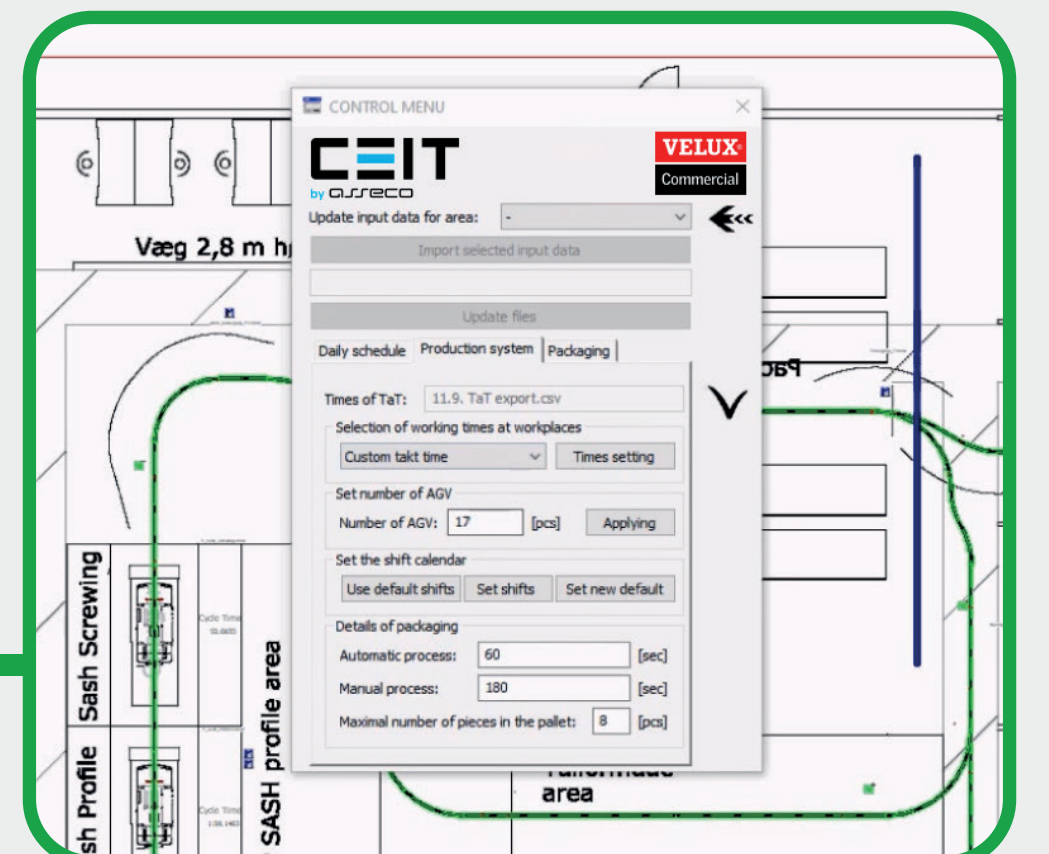 CONTROL MENU
CEIT
by asseco
VELUX
Commercial
Update input data for area: -
Import selected input data
Update files
Daily schedule Production system Packaging
Times of TaT: 11.9. TaT export.csv
Selection of working times at workplaces
Custom takt time Times setting
Set number of AGV
Number of AGV: 17 [pcs] Applying
Set the shift calendar
Use default shifts Set shifts Set new default
Details of packaging
Automatic process: 60 [sec]
Manual process: 180 [sec]
Maximal number of pieces in the pallet: 8 [pcs]
Væg 2,8 m
Sash Screwing
Cycle Time
SASH profile area
sh Profile
Cycle Time
area